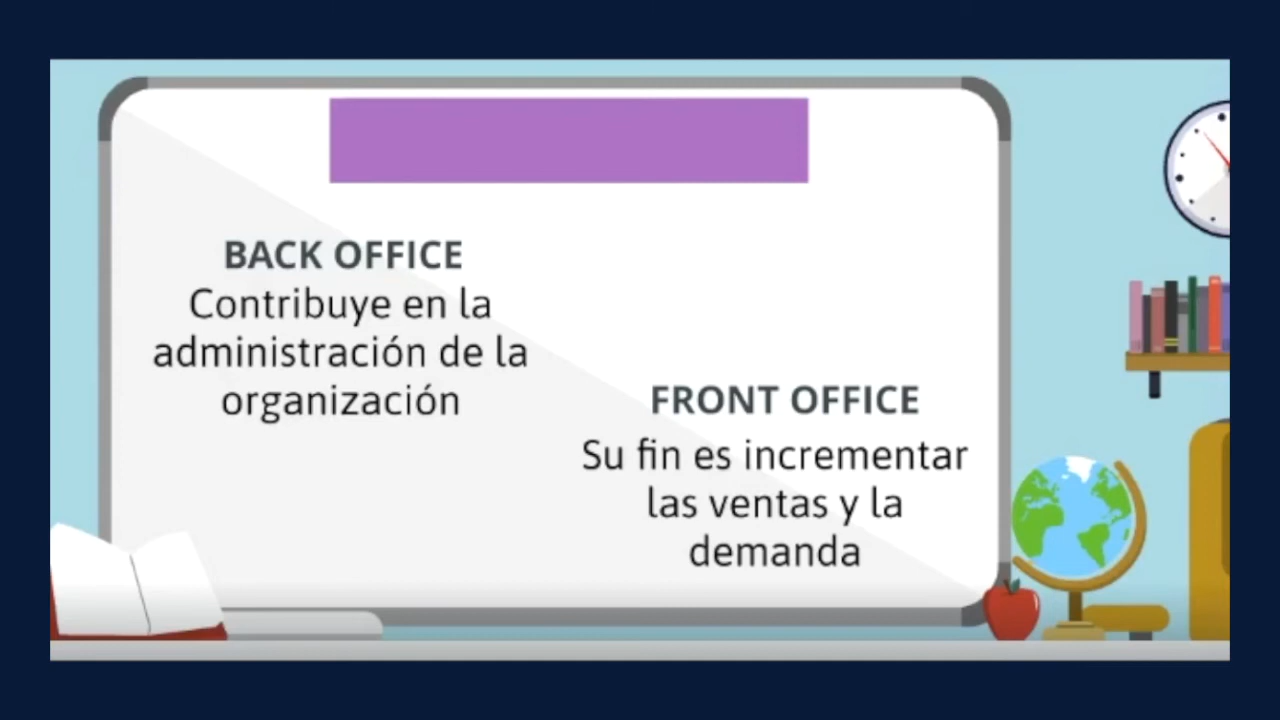 BACK OFFICE
Contribuye en la
administración de la
organización
FRONT OFFICE
Su fin es incrementar
las ventas y la
demanda